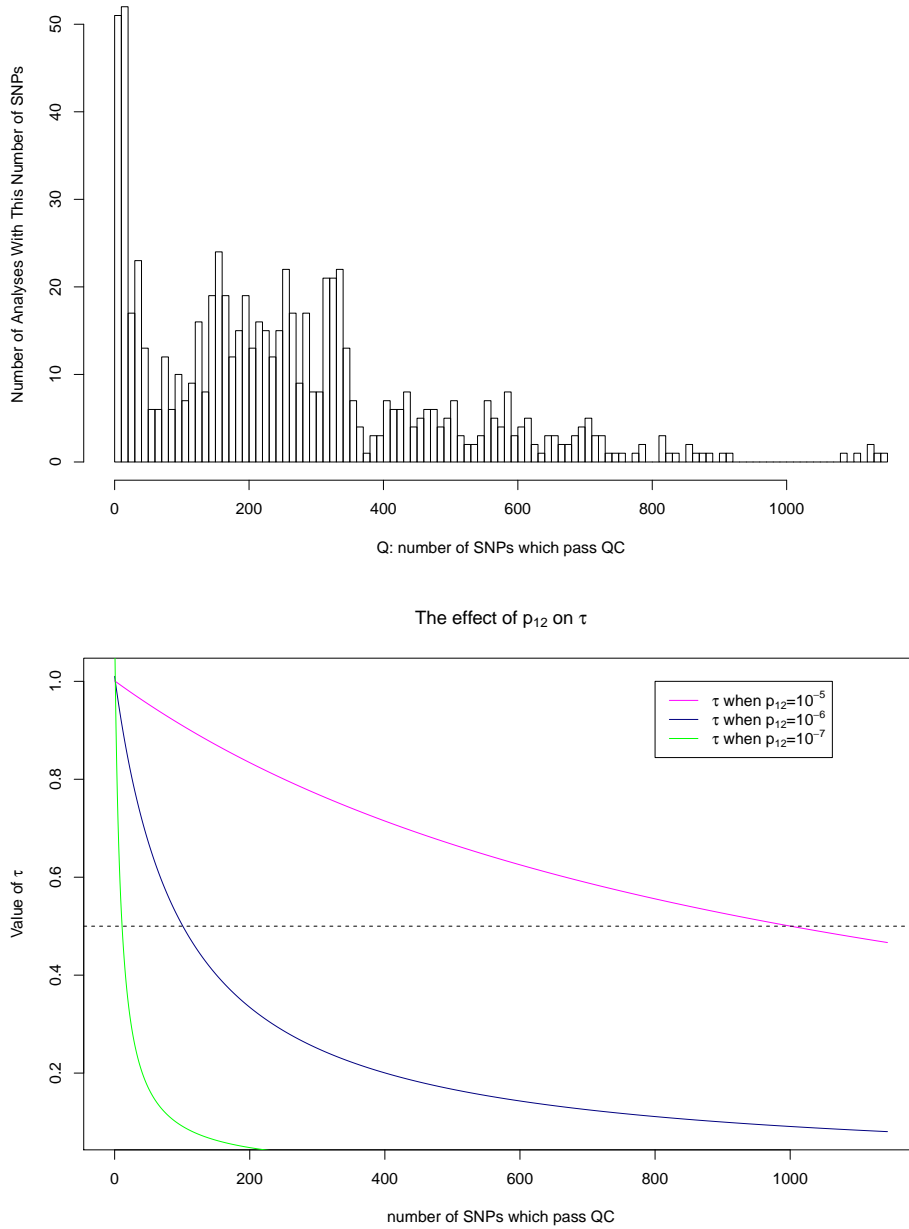 Number of Analyses With This Number of SNPs
50
40
30
20
10
0
0 200 400 600 800 1000
Q: number of SNPs which pass QC
The effect of p₁₂ on τ
Value of τ
1.0
0.8
0.6
0.4
0.2
τ when p₁₂=10⁻⁵
τ when p₁₂=10⁻⁶
τ when p₁₂=10⁻⁷
0 200 400 600 800 1000
number of SNPs which pass QC